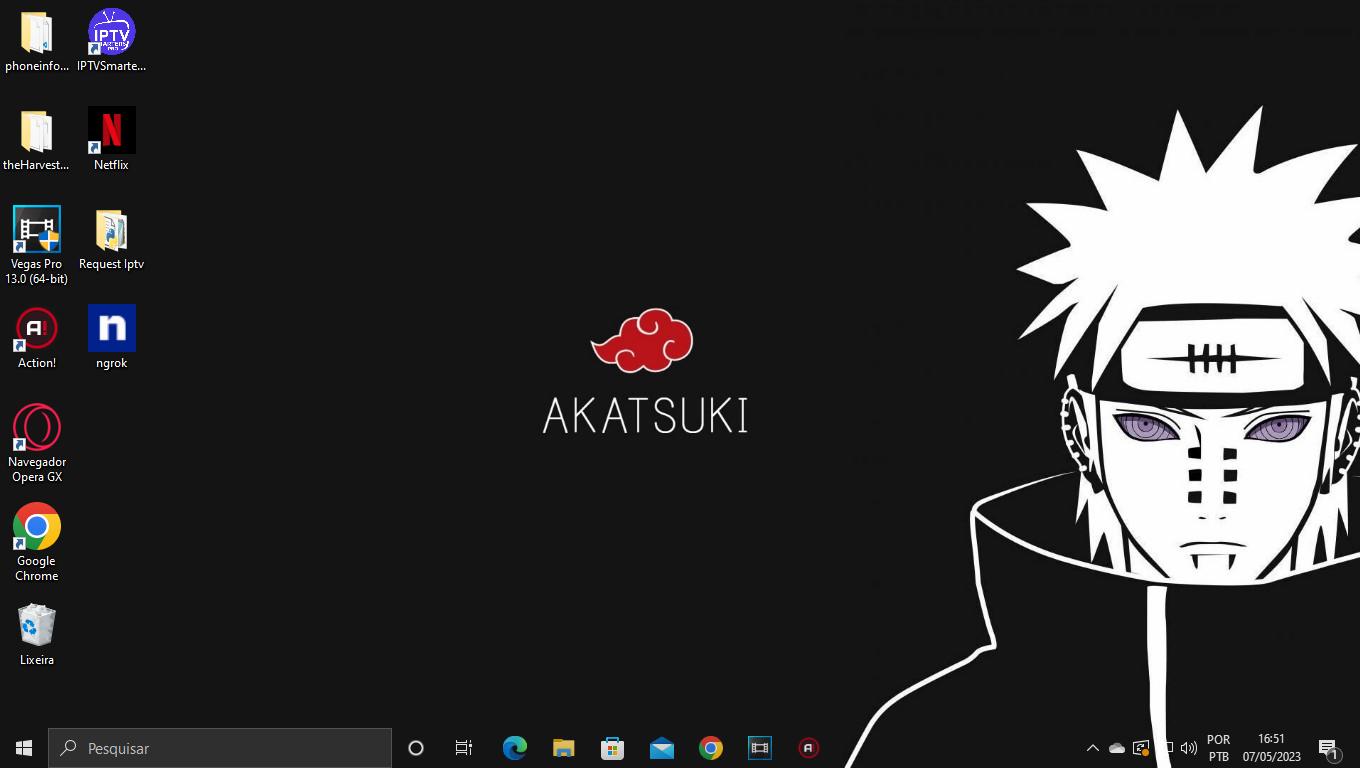 phoneinfo...
IPTV
SMARTERS
PRO
IPTVSmarte...
theHarvest...
Netflix
Vegas Pro
13.0 (64-bit)
Request Iptv
A!
Action!
n
ngrok
Navegador
Opera GX
Google
Chrome
Lixeira
AKATSUKI
Pesquisar
POR
PTB
16:51
07/05/2023
1